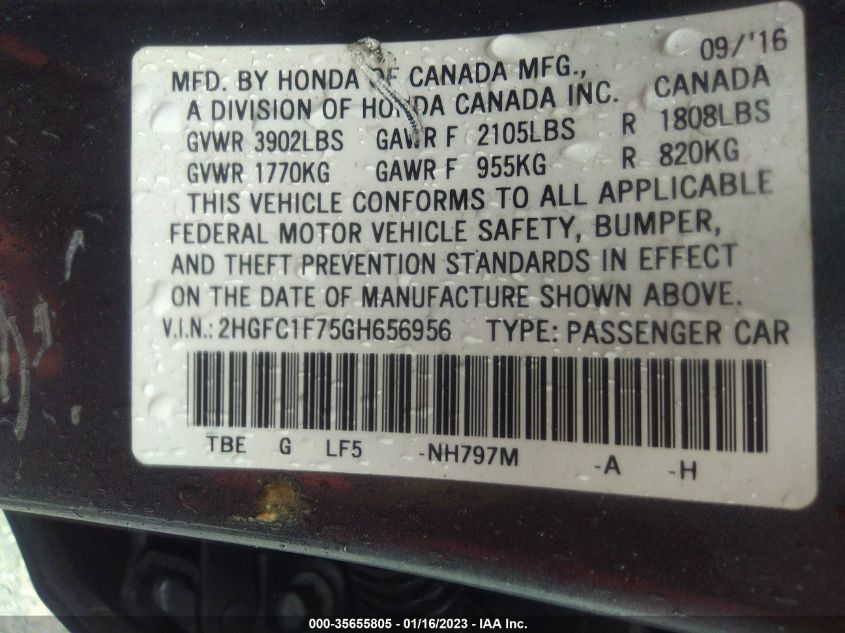 09/'16
MFD. BY HONDA OF CANADA MFG., CANADA
A DIVISION OF HONDA CANADA INC.
GVWR 3902LBS GAWR F 2105LBS R 1808LBS
GVWR 1770KG GAWR F 955KG R 820KG
THIS VEHICLE CONFORMS TO ALL APPLICABLE
FEDERAL MOTOR VEHICLE SAFETY, BUMPER,
AND THEFT PREVENTION STANDARDS IN EFFECT
ON THE DATE OF MANUFACTURE SHOWN ABOVE.
V.I.N.: 2HGFC1F75GH656956 TYPE: PASSENGER CAR
TBE G LF5 -NH797M -A -H
000-35655805 - 01/16/2023 - IAA Inc.